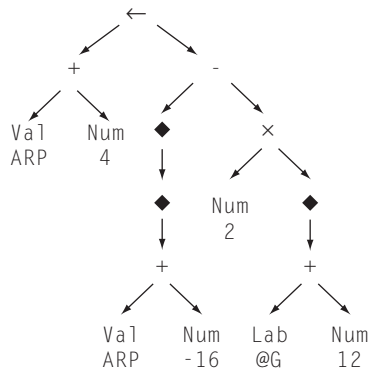 ←
+ -
Val Num ◆ ×
ARP 4
◆ Num ◆
2
+ +
Val Num Lab Num
ARP -16 @G 12